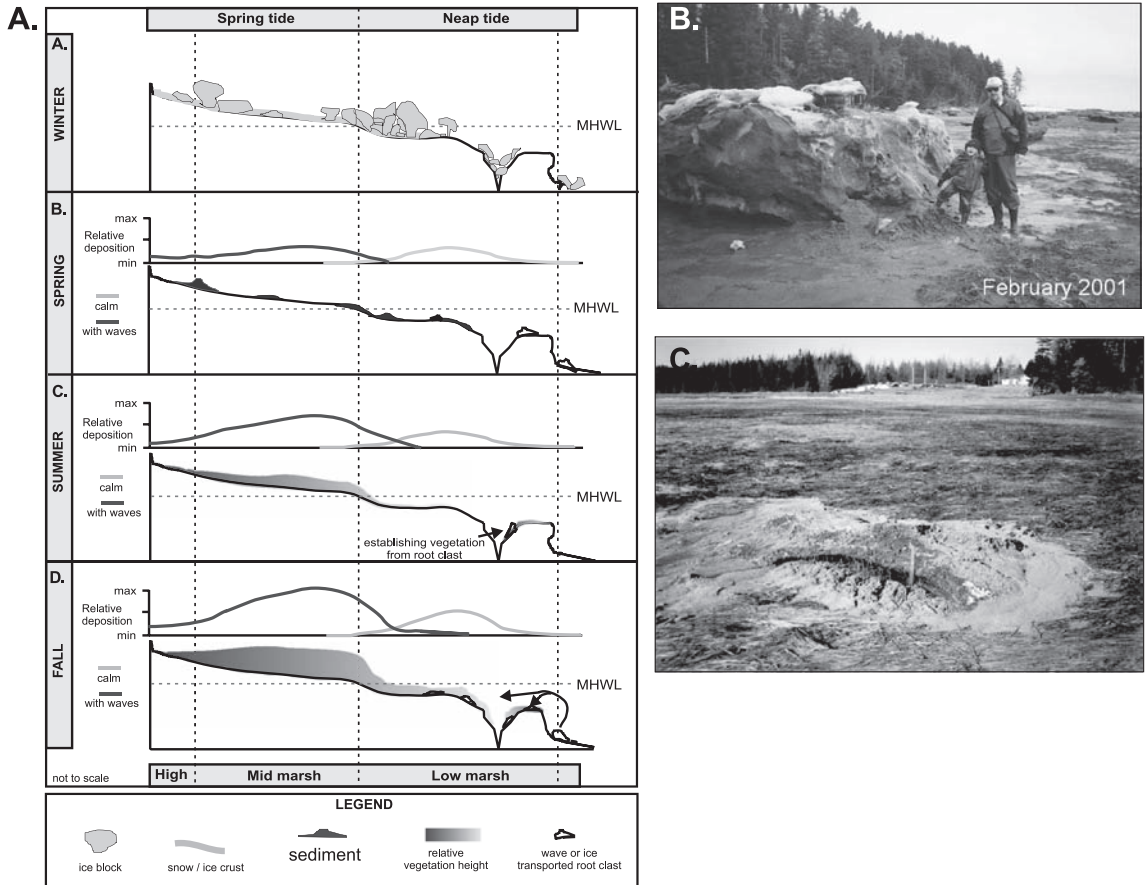 A.
Spring tide
Neap tide
A.
WINTER
MHWL
B.
SPRING
max
Relative
deposition
min
calm
with waves
MHWL
C.
SUMMER
max
Relative
deposition
min
calm
with waves
MHWL
establishing vegetation
from root clast
D.
FALL
max
Relative
deposition
min
calm
with waves
MHWL
not to scale
High
Mid marsh
Low marsh
LEGEND
ice block
snow / ice crust
sediment
relative
vegetation height
wave or ice
transported root clast
B.
February 2001
C.